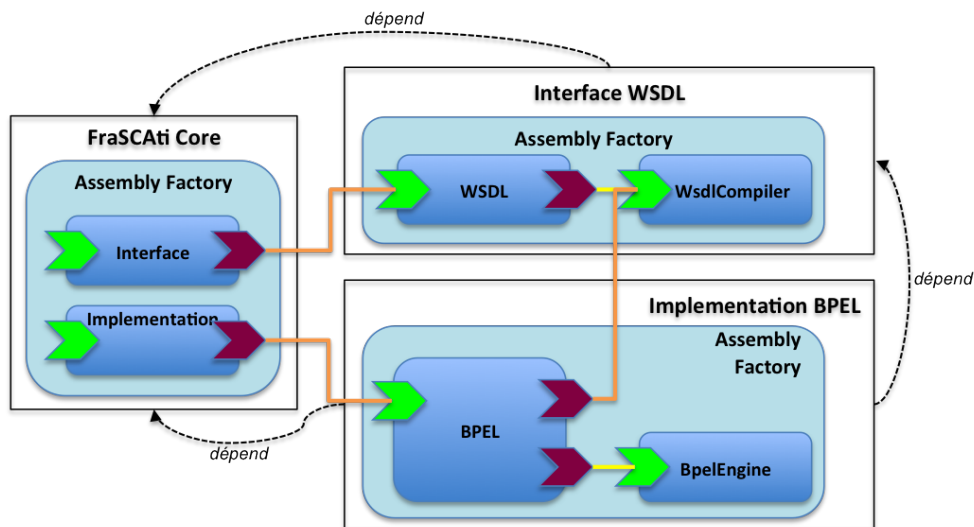 dépend
Interface WSDL
FraSCAti Core
Assembly Factory
WSDL
WsdlCompiler
Assembly Factory
Interface
Implementation
dépend
Implementation BPEL
Assembly
Factory
BPEL
BpelEngine
dépend